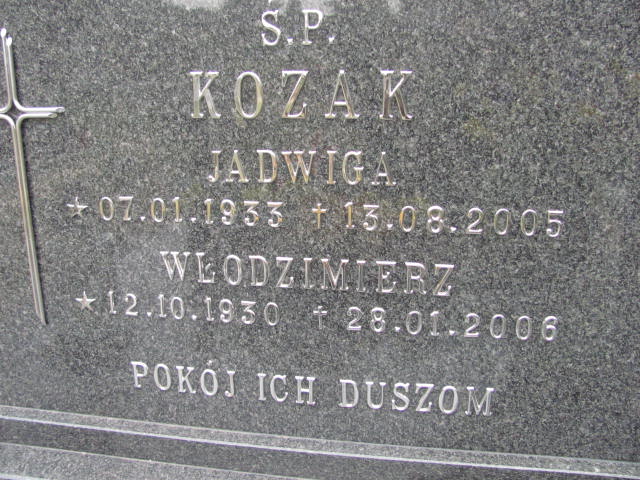 Ś.P.
KOZAK
JADWIGA
★ 07.01.1933 † 13.08.2005
WŁODZIMIERZ
★ 12.10.1930 † 28.01.2006
POKÓJ ICH DUSZOM